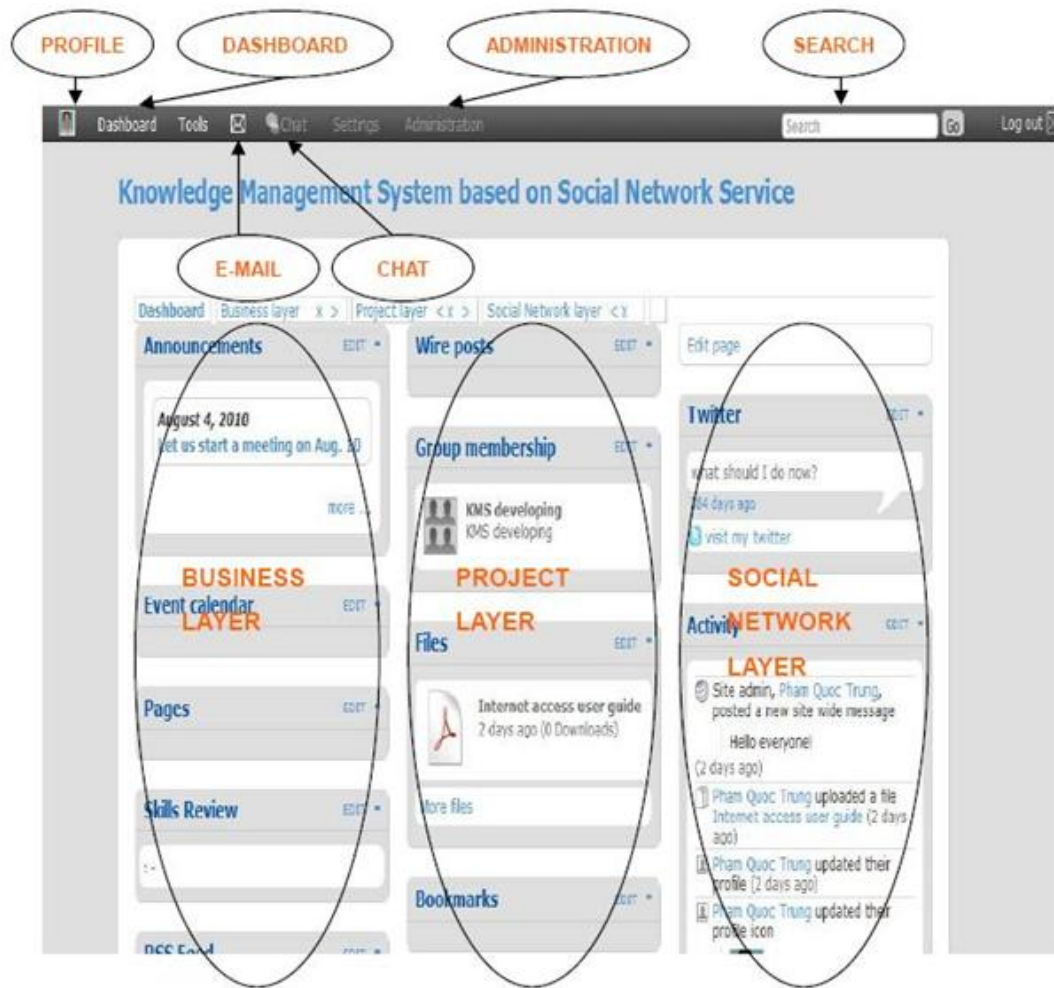 PROFILE
DASHBOARD
ADMINISTRATION
SEARCH
Dashboard Tools Chat Settings Administration Search Go Log out
Knowledge Management System based on Social Network Service
E-MAIL
CHAT
Dashboard Business layer x > Project layer < x > Social Network layer < x
Announcements EDIT
August 4, 2010
Let us start a meeting on Aug. 10
more ...
BUSINESS
LAYER
Event calendar EDIT
Pages EDIT
Skills Review EDIT
: -
RSS Feed EDIT
Wire posts EDIT
Group membership EDIT
KMS developing
KMS developing
PROJECT
LAYER
Files EDIT
Internet access user guide
2 days ago (0 Downloads)
More files
Bookmarks EDIT
Edit page
Twitter EDIT
what should I do now?
days ago
visit my twitter
SOCIAL
NETWORK
LAYER
Activity EDIT
Site admin, Pham Quoc Trung,
posted a new site wide message
Hello everyone!
(2 days ago)
Pham Quoc Trung uploaded a file
Internet access user guide (2 days
ago)
Pham Quoc Trung updated their
profile (2 days ago)
Pham Quoc Trung updated their
profile icon